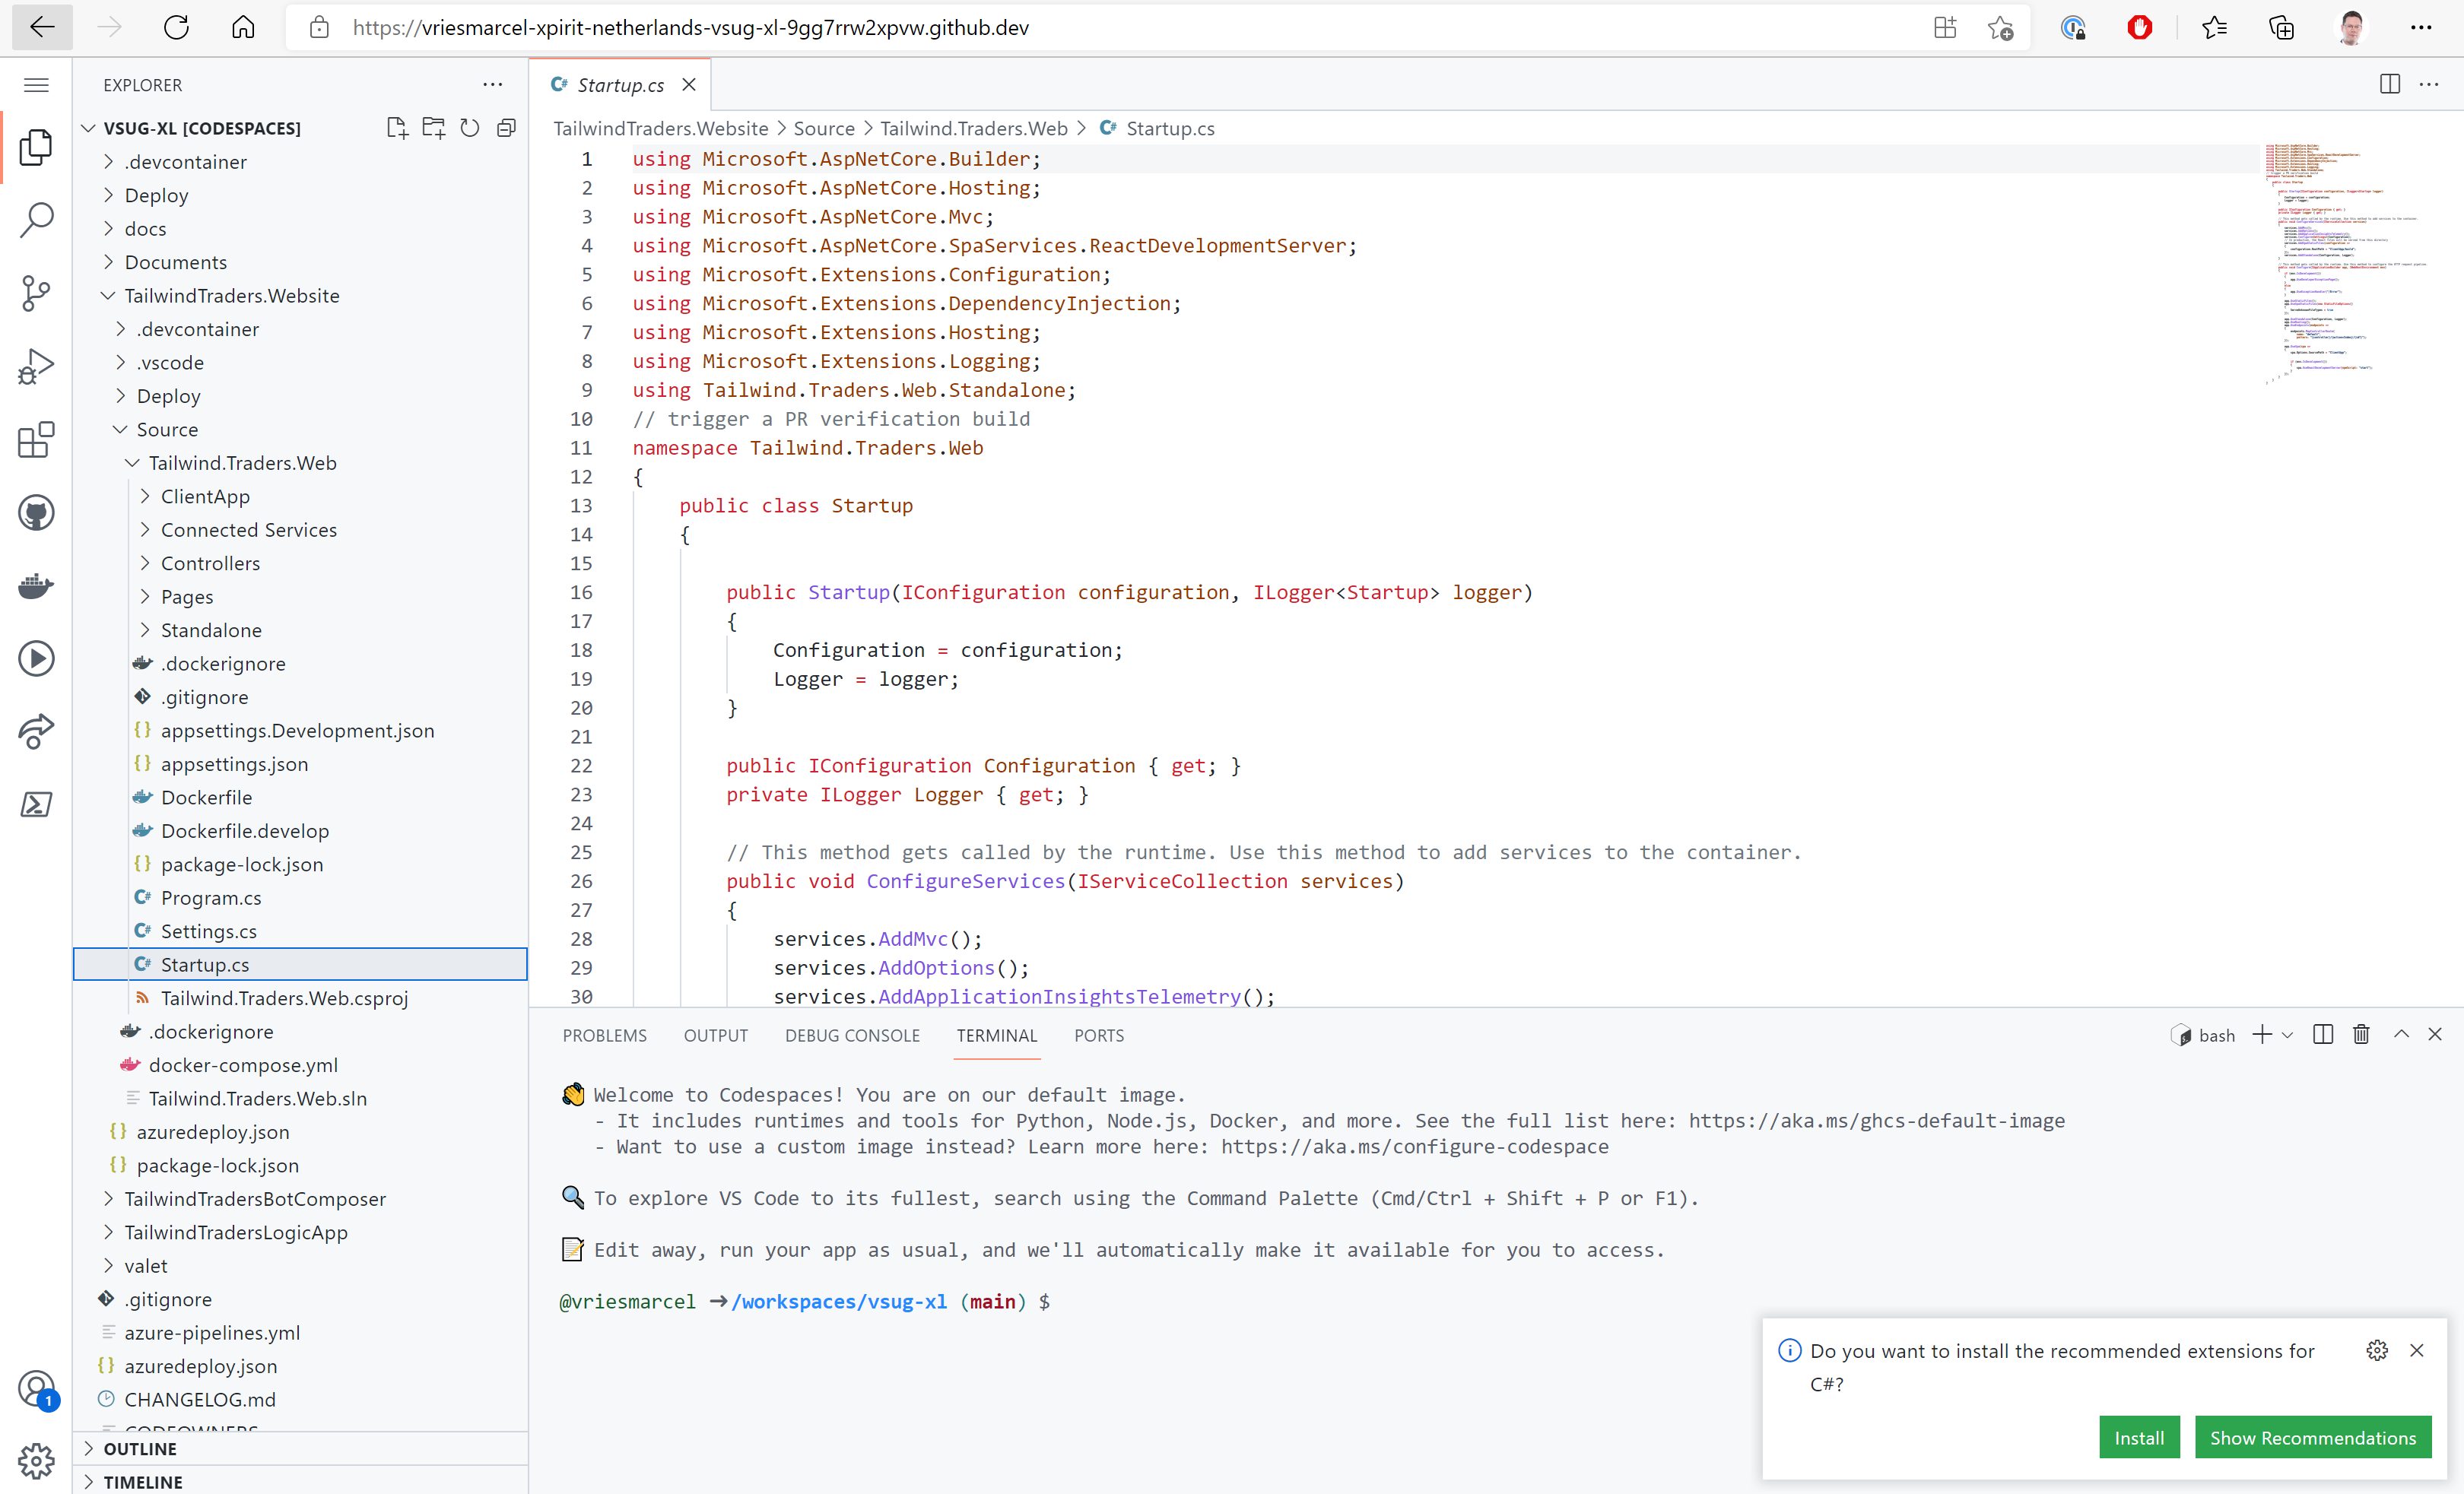 https://vriesmarcel-xpirit-netherlands-vsug-xl-9gg7rrw2xpvw.github.dev
EXPLORER
VSUG-XL [CODESPACES]
.devcontainer
Deploy
docs
Documents
TailwindTraders.Website
.devcontainer
.vscode
Deploy
Source
Tailwind.Traders.Web
ClientApp
Connected Services
Controllers
Pages
Standalone
.dockerignore
.gitignore
appsettings.Development.json
appsettings.json
Dockerfile
Dockerfile.develop
package-lock.json
Program.cs
Settings.cs
Startup.cs
Tailwind.Traders.Web.csproj
.dockerignore
docker-compose.yml
Tailwind.Traders.Web.sln
azuredeploy.json
package-lock.json
TailwindTradersBotComposer
TailwindTradersLogicApp
valet
.gitignore
azure-pipelines.yml
azuredeploy.json
CHANGELOG.md
CODEOWNERS
OUTLINE
TIMELINE
1
Startup.cs
TailwindTraders.Website > Source > Tailwind.Traders.Web > Startup.cs
1 using Microsoft.AspNetCore.Builder;
2 using Microsoft.AspNetCore.Hosting;
3 using Microsoft.AspNetCore.Mvc;
4 using Microsoft.AspNetCore.SpaServices.ReactDevelopmentServer;
5 using Microsoft.Extensions.Configuration;
6 using Microsoft.Extensions.DependencyInjection;
7 using Microsoft.Extensions.Hosting;
8 using Microsoft.Extensions.Logging;
9 using Tailwind.Traders.Web.Standalone;
10 // trigger a PR verification build
11 namespace Tailwind.Traders.Web
12 {
13 public class Startup
14 {
15
16 public Startup(IConfiguration configuration, ILogger<Startup> logger)
17 {
18 Configuration = configuration;
19 Logger = logger;
20 }
21
22 public IConfiguration Configuration { get; }
23 private ILogger Logger { get; }
24
25 // This method gets called by the runtime. Use this method to add services to the container.
26 public void ConfigureServices(IServiceCollection services)
27 {
28 services.AddMvc();
29 services.AddOptions();
30 services.AddApplicationInsightsTelemetry();
PROBLEMS OUTPUT DEBUG CONSOLE TERMINAL PORTS
bash
👋 Welcome to Codespaces! You are on our default image.
- It includes runtimes and tools for Python, Node.js, Docker, and more. See the full list here: https://aka.ms/ghcs-default-image
- Want to use a custom image instead? Learn more here: https://aka.ms/configure-codespace
🔍 To explore VS Code to its fullest, search using the Command Palette (Cmd/Ctrl + Shift + P or F1).
📝 Edit away, run your app as usual, and we'll automatically make it available for you to access.
@vriesmarcel ➜ /workspaces/vsug-xl (main) $
Do you want to install the recommended extensions for
C#?
Install Show Recommendations